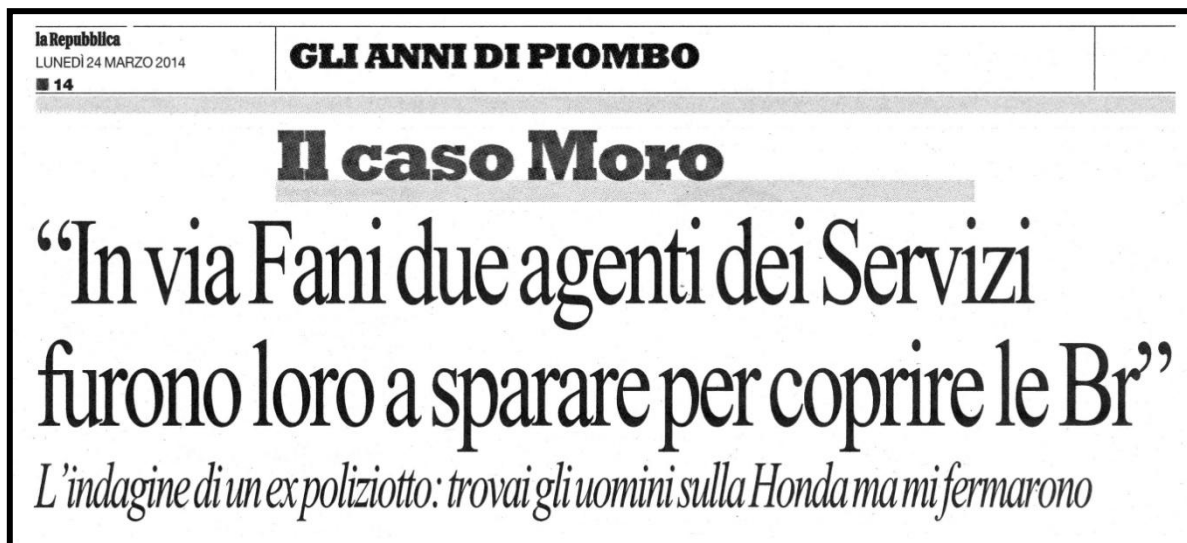 la Repubblica
LUNEDÌ 24 MARZO 2014
14
GLI ANNI DI PIOMBO
Il caso Moro
“In via Fani due agenti dei Servizi
furono loro a sparare per coprire le Br”
L’indagine di un ex poliziotto: trovai gli uomini sulla Honda ma mi fermarono